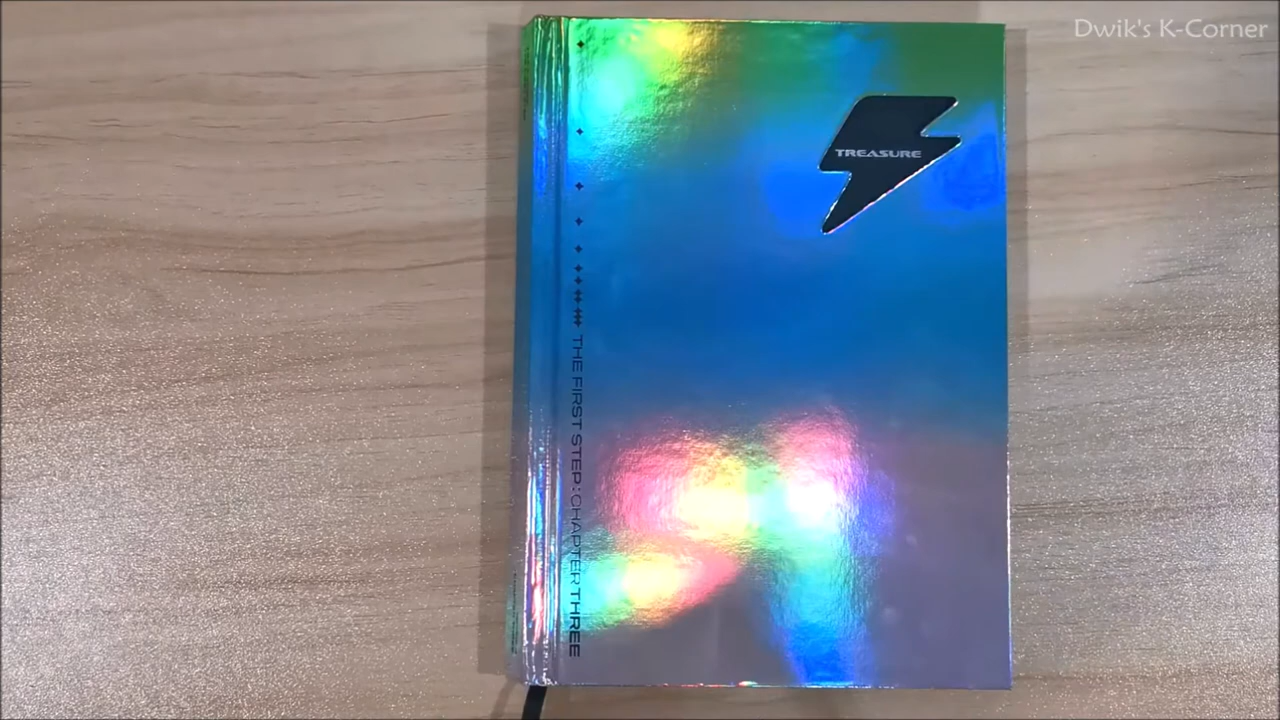 Dwik's K-Corner
TREASURE
THE FIRST STEP : CHAPTER THREE